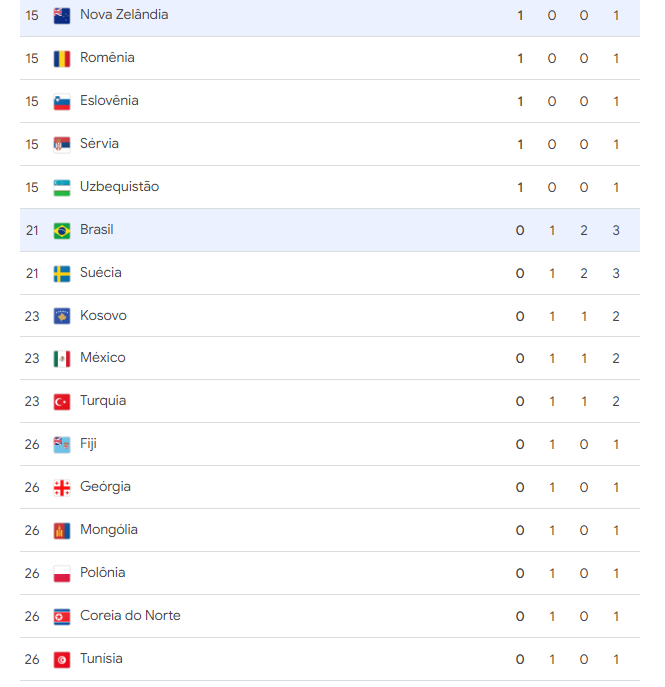 15 Nova Zelândia 1 0 0 1
15 Romênia 1 0 0 1
15 Eslovênia 1 0 0 1
15 Sérvia 1 0 0 1
15 Uzbequistão 1 0 0 1
21 Brasil 0 1 2 3
21 Suécia 0 1 2 3
23 Kosovo 0 1 1 2
23 México 0 1 1 2
23 Turquia 0 1 1 2
26 Fiji 0 1 0 1
26 Geórgia 0 1 0 1
26 Mongólia 0 1 0 1
26 Polônia 0 1 0 1
26 Coreia do Norte 0 1 0 1
26 Tunísia 0 1 0 1